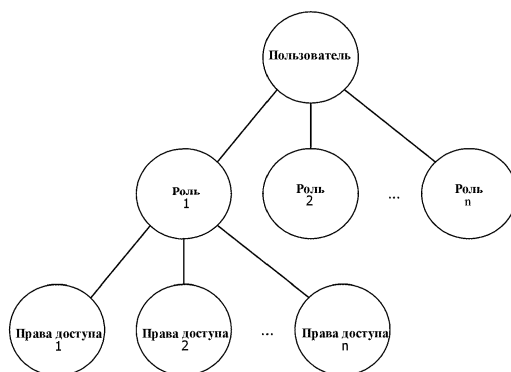 Пользователь
Роль
1
Роль
2
...
Роль
n
Права доступа
1
Права доступа
2
...
Права доступа
n